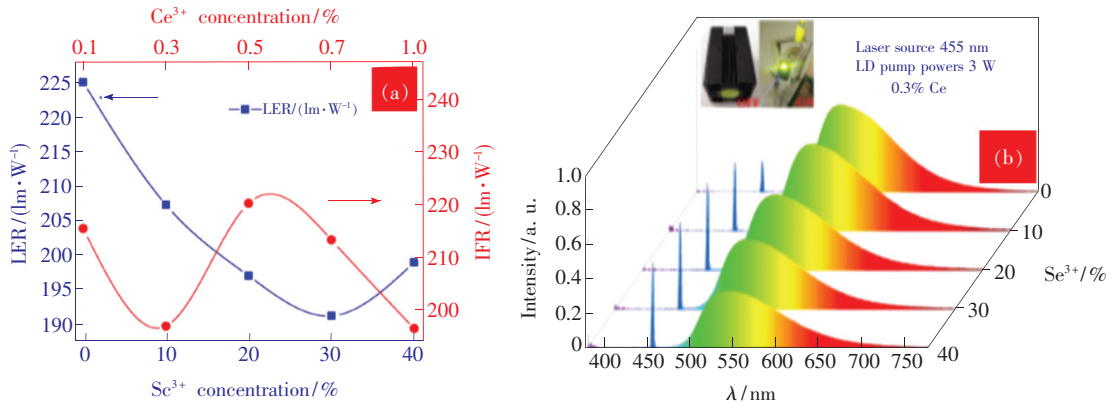 Ce³⁺ concentration/%
0.1 0.3 0.5 0.7 1.0
(a)
LER/(lm·W⁻¹)
225
220
215
210
205
200
195
190
LER/(lm·W⁻¹)
240
230
220
210
200
IFR/(lm·W⁻¹)
0 10 20 30 40
Sc³⁺ concentration/%
Laser source 455 nm
LD pump powers 3 W
0.3% Ce
OFF
(b)
Intensity/a. u.
1.0
0.8
0.6
0.4
0.2
0
0
10
20
30
40
Se³⁺/%
400 450 500 550 600 650 700 750
λ/nm